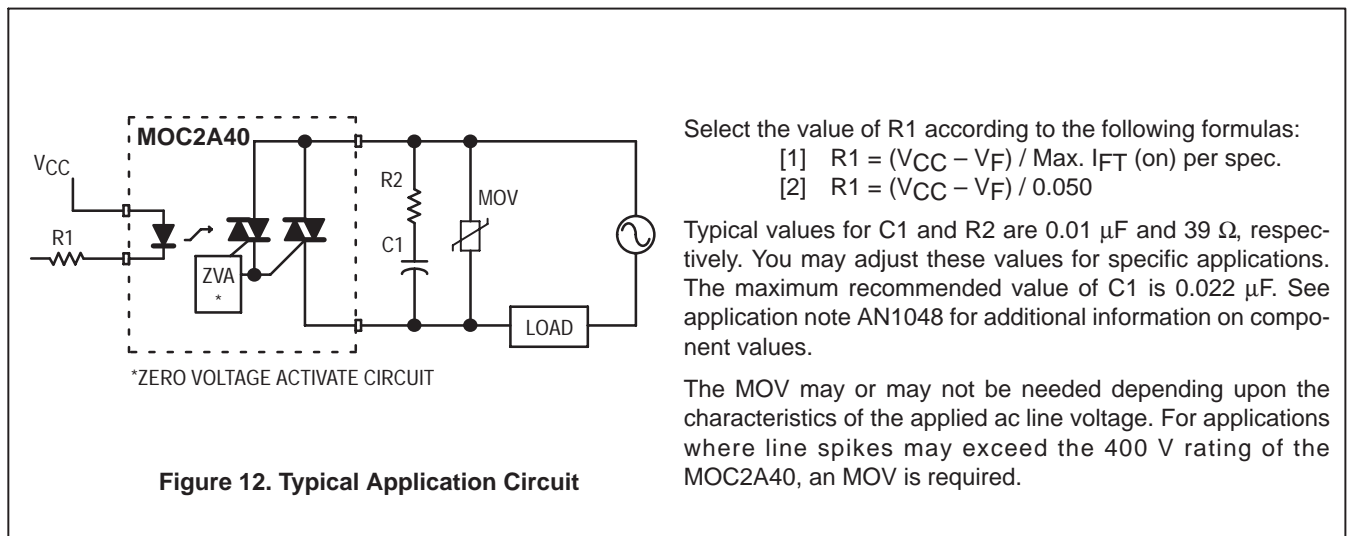 MOC2A40
VCC
R1
ZVA
*
R2
C1
MOV
LOAD
*ZERO VOLTAGE ACTIVATE CIRCUIT
Figure 12. Typical Application Circuit
Select the value of R1 according to the following formulas:
[1] R1 = (VCC – VF) / Max. IFT (on) per spec.
[2] R1 = (VCC – VF) / 0.050
Typical values for C1 and R2 are 0.01 μF and 39 Ω, respec-
tively. You may adjust these values for specific applications.
The maximum recommended value of C1 is 0.022 μF. See
application note AN1048 for additional information on compo-
nent values.
The MOV may or may not be needed depending upon the
characteristics of the applied ac line voltage. For applications
where line spikes may exceed the 400 V rating of the
MOC2A40, an MOV is required.